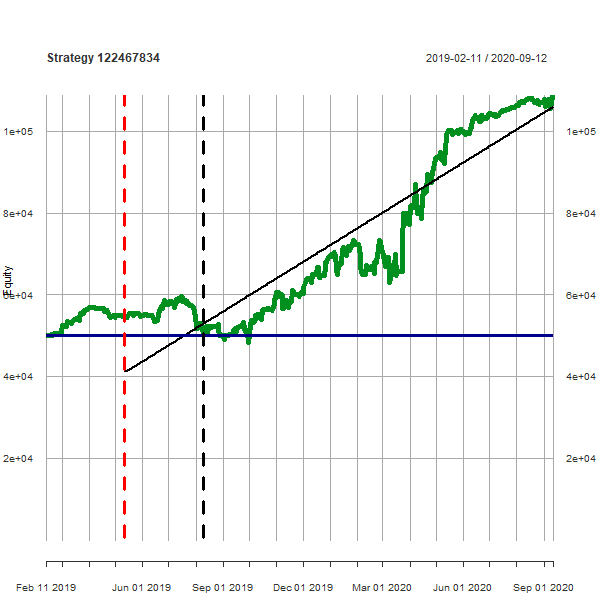 Strategy 122467834 2019-02-11 / 2020-09-12
1e+05 1e+05
8e+04 8e+04
Equity
6e+04 6e+04
4e+04 4e+04
2e+04 2e+04
Feb 11 2019 Jun 01 2019 Sep 01 2019 Dec 01 2019 Mar 01 2020 Jun 01 2020 Sep 01 2020